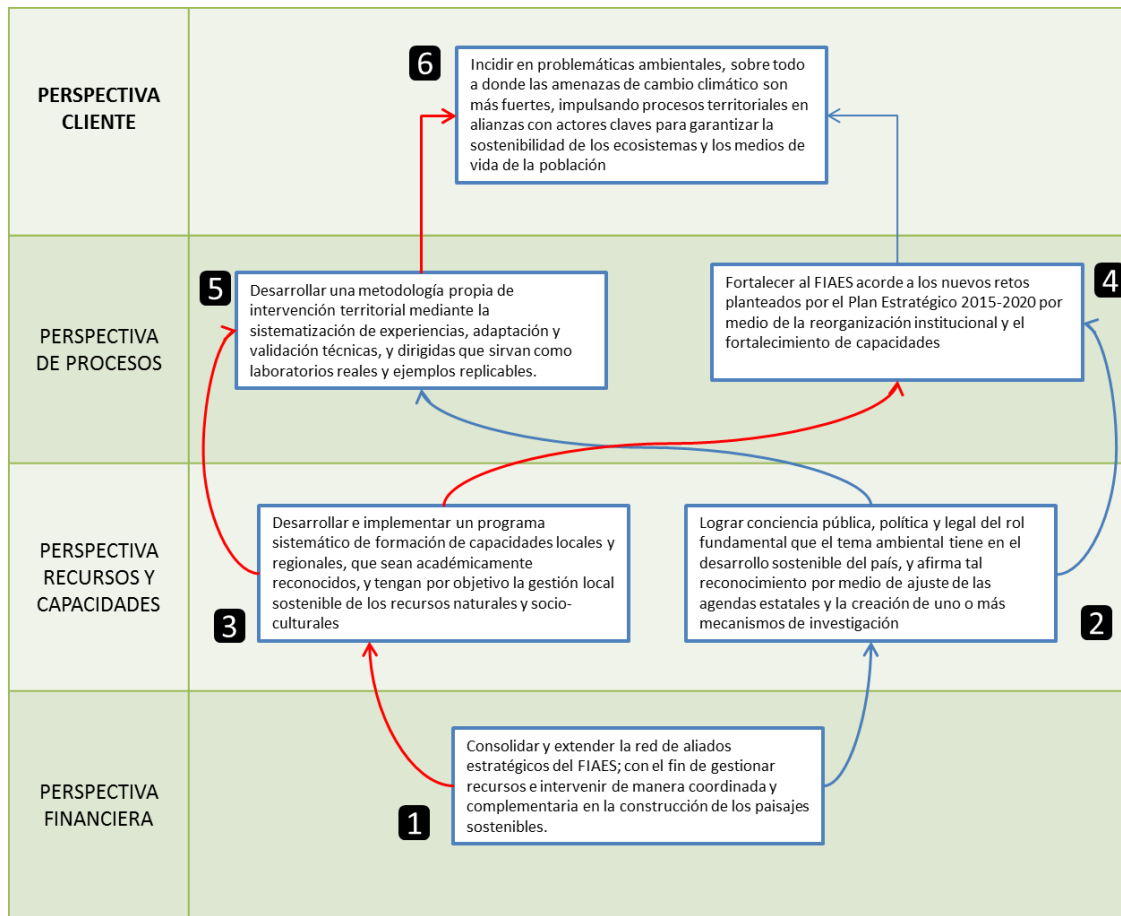 PERSPECTIVA
CLIENTE
6
Incidir en problemáticas ambientales, sobre todo
a donde las amenazas de cambio climático son
más fuertes, impulsando procesos territoriales en
alianzas con actores claves para garantizar la
sostenibilidad de los ecosistemas y los medios de
vida de la población
PERSPECTIVA
DE PROCESOS
5
Desarrollar una metodología propia de
intervención territorial mediante la
sistematización de experiencias, adaptación y
validación técnicas, y dirigidas que sirvan como
laboratorios reales y ejemplos replicables.
Fortalecer al FIAES acorde a los nuevos retos
planteados por el Plan Estratégico 2015-2020 por
medio de la reorganización institucional y el
fortalecimiento de capacidades
4
PERSPECTIVA
RECURSOS Y
CAPACIDADES
Desarrollar e implementar un programa
sistemático de formación de capacidades locales y
regionales, que sean académicamente
reconocidos, y tengan por objetivo la gestión local
sostenible de los recursos naturales y socio-
culturales
3
Lograr conciencia pública, política y legal del rol
fundamental que el tema ambiental tiene en el
desarrollo sostenible del país, y afirma tal
reconocimiento por medio de ajuste de las
agendas estatales y la creación de uno o más
mecanismos de investigación
2
PERSPECTIVA
FINANCIERA
Consolidar y extender la red de aliados
estratégicos del FIAES; con el fin de gestionar
recursos e intervenir de manera coordinada y
complementaria en la construcción de los paisajes
sostenibles.
1